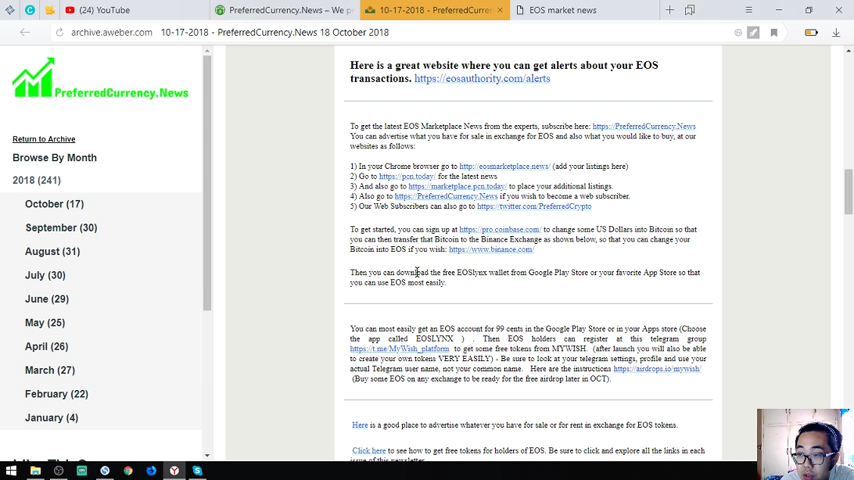 (24) YouTube
PreferredCurrency.News – We p
10-17-2018 - PreferredCurre
EOS market news
archive.aweber.com 10-17-2018 - PreferredCurrency.News 18 October 2018
PreferredCurrency.News
Return to Archive
Browse By Month
2018 (241)
October (17)
September (30)
August (31)
July (30)
June (29)
May (25)
April (26)
March (27)
February (22)
January (4)
Here is a great website where you can get alerts about your EOS
transactions. https://eosauthority.com/alerts
To get the latest EOS Marketplace News from the experts, subscribe here: https://PreferredCurrency.News
You can advertise what you have for sale in exchange for EOS and also what you would like to buy, at our
websites as follows:
1) In your Chrome browser go to http://eosmarketplace.news/ (add your listings here)
2) Go to https://pcn.today/ for the latest news
3) And also go to https://marketplace.pcn.today/ to place your additional listings.
4) Also go to https://PreferredCurrency.News if you wish to become a web subscriber.
5) Our Web Subscribers can also go to https://twitter.com/PreferredCrypto
To get started, you can sign up at https://pro.coinbase.com/ to change some US Dollars into Bitcoin so that
you can then transfer that Bitcoin to the Binance Exchange as shown below, so that you can change your
Bitcoin into EOS if you wish: https://www.binance.com/
Then you can download the free EOSlynx wallet from Google Play Store or your favorite App Store so that
you can use EOS most easily.
You can most easily get an EOS account for 99 cents in the Google Play Store or in your Apps store (Choose
the app called EOSLYNX ) . Then EOS holders can register at this telegram group
https://t.me/MyWish_platform to get some free tokens from MYWISH. (after launch you will also be able
to create your own tokens VERY EASILY) - Be sure to look at your telegram settings, profile and use your
actual Telegram user name, not your common name. Here are the instructions https://airdrops.io/mywish/
(Buy some EOS on any exchange to be ready for the free airdrop later in OCT).
Here is a good place to advertise whatever you have for sale or for rent in exchange for EOS tokens.
Click here to see how to get free tokens for holders of EOS. Be sure to click and explore all the links in each
issue of this newsletter.